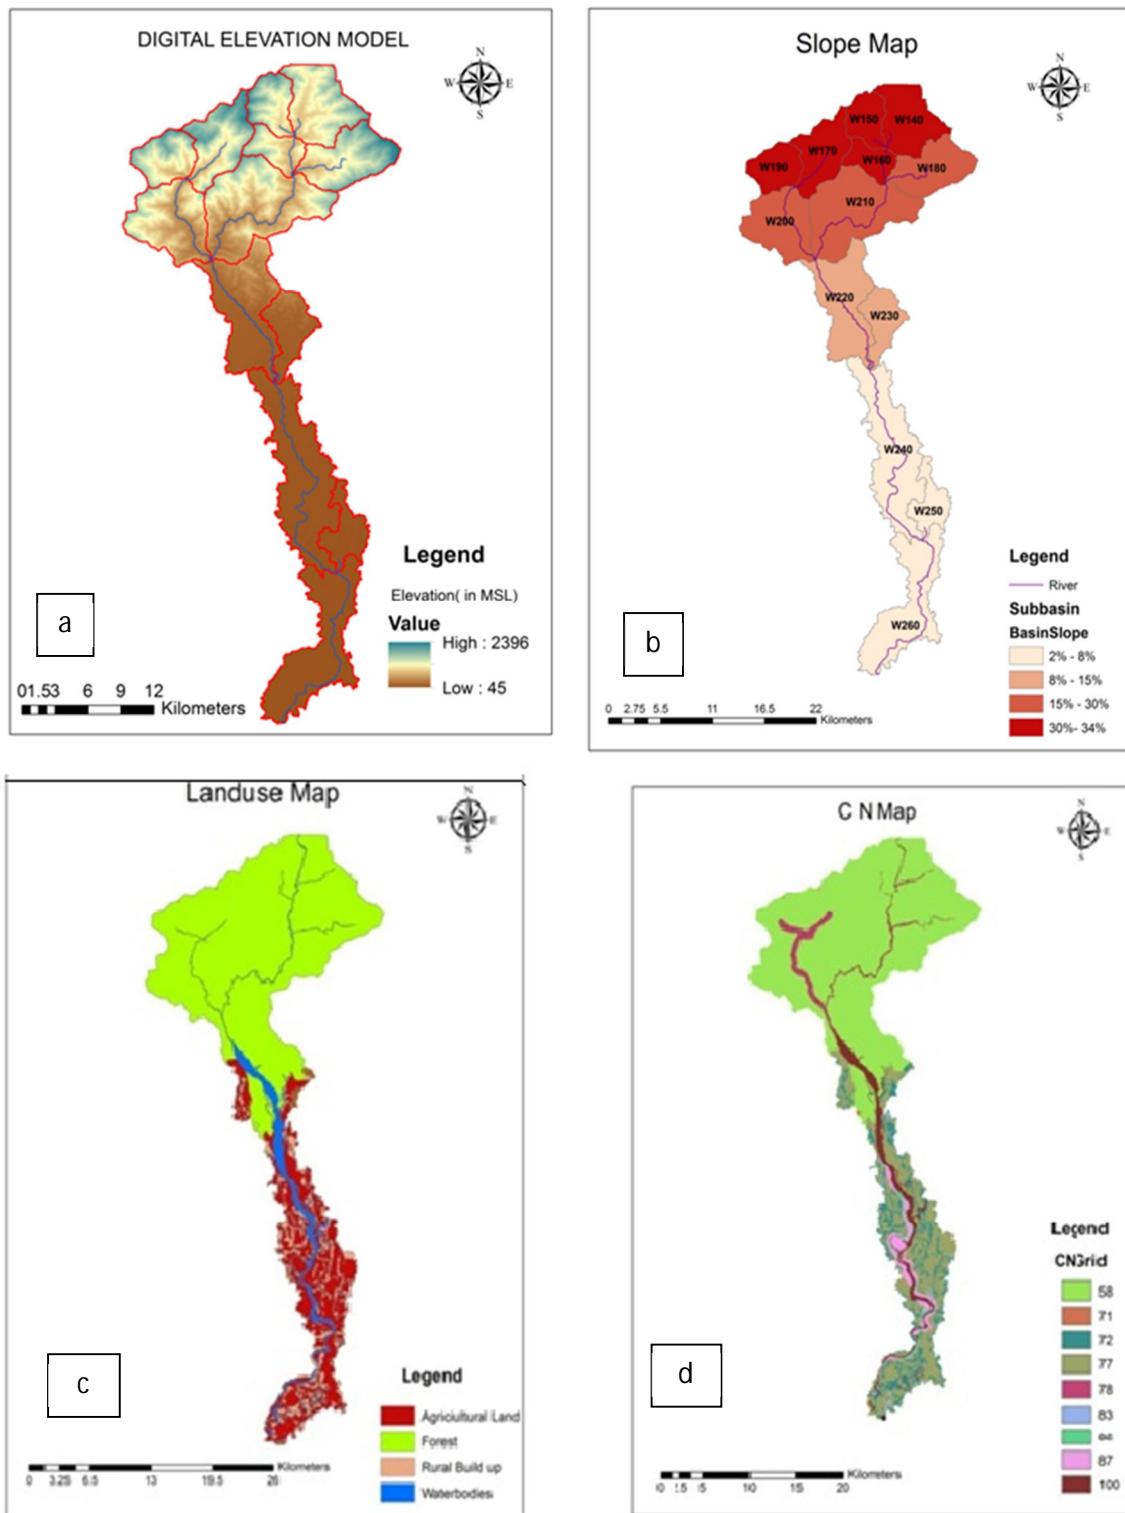 DIGITAL ELEVATION MODEL
N
W
E
S
Legend
Elevation( in MSL)
Value
High : 2396
Low : 45
a
01.53 6 9 12
Kilometers
Slope Map
N
W
E
S
W150
W140
W170
W190
W160
W180
W210
W200
W220
W230
W240
W250
W260
Legend
River
Subbasin
BasinSlope
2% - 8%
8% - 15%
15% - 30%
30%- 34%
b
0 2.75 5.5 11 16.5 22
Kilometers
Landuse Map
N
W
E
S
c
Legend
Agricultural Land
Forest
Rural Build up
Waterbodies
Kilometers
0 3.25 6.5 13 19.5 26
C N Map
N
W
E
S
d
Legend
CNGrid
58
71
72
77
78
83
87
100
Kilometers
10 15 20